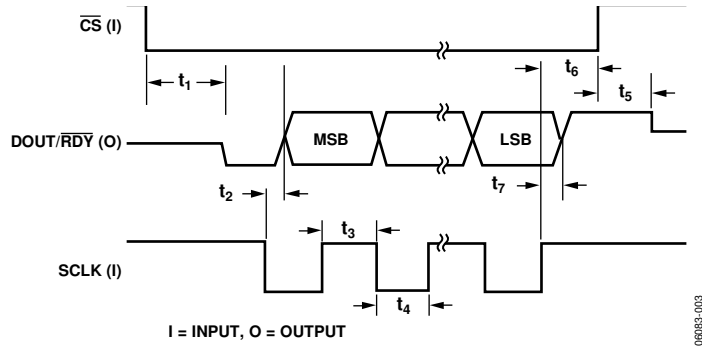 CS (I)
t1
t6
t5
DOUT/RDY (O)
MSB
LSB
t2
t7
t3
SCLK (I)
t4
I = INPUT, O = OUTPUT
06083-003